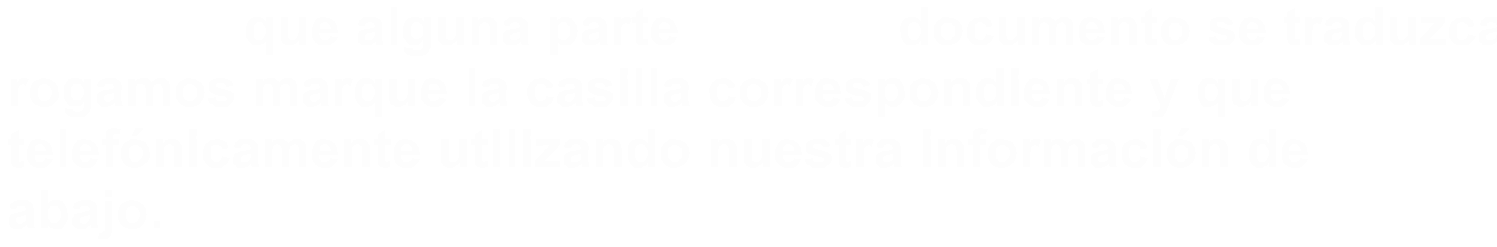 que alguna parte documento se traduzca
rogamos marque la casilla correspondiente y que
telefónicamente utilizando nuestra información de
abajo.